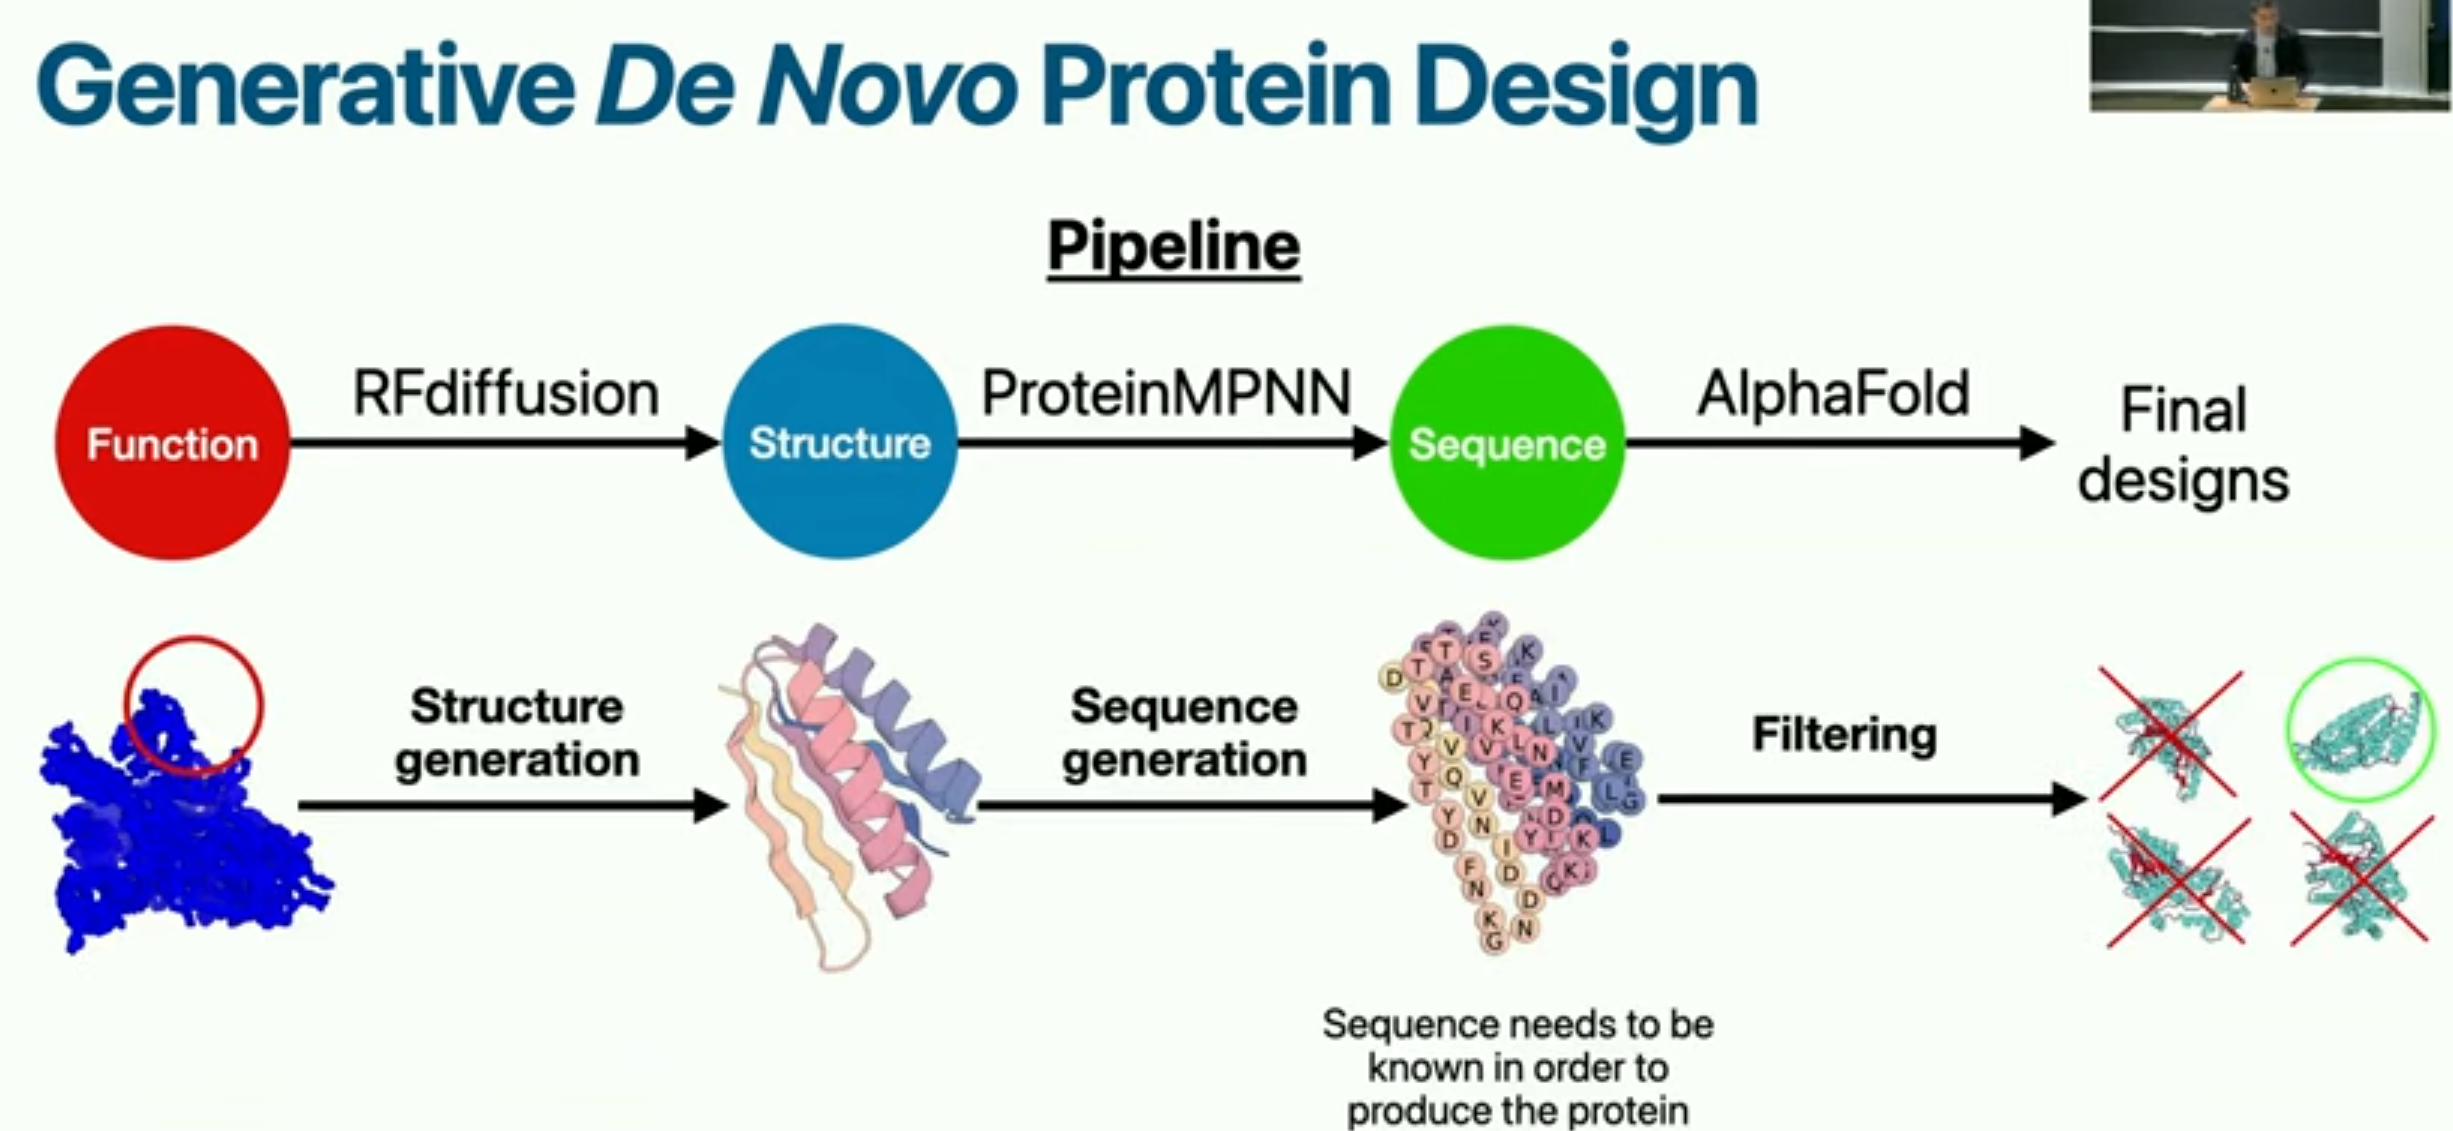 Generative De Novo Protein Design
Pipeline
Function
RFdiffusion
Structure
ProteinMPNN
Sequence
AlphaFold
Final
designs
Structure
generation
Sequence
generation
Filtering
Sequence needs to be
known in order to
produce the protein